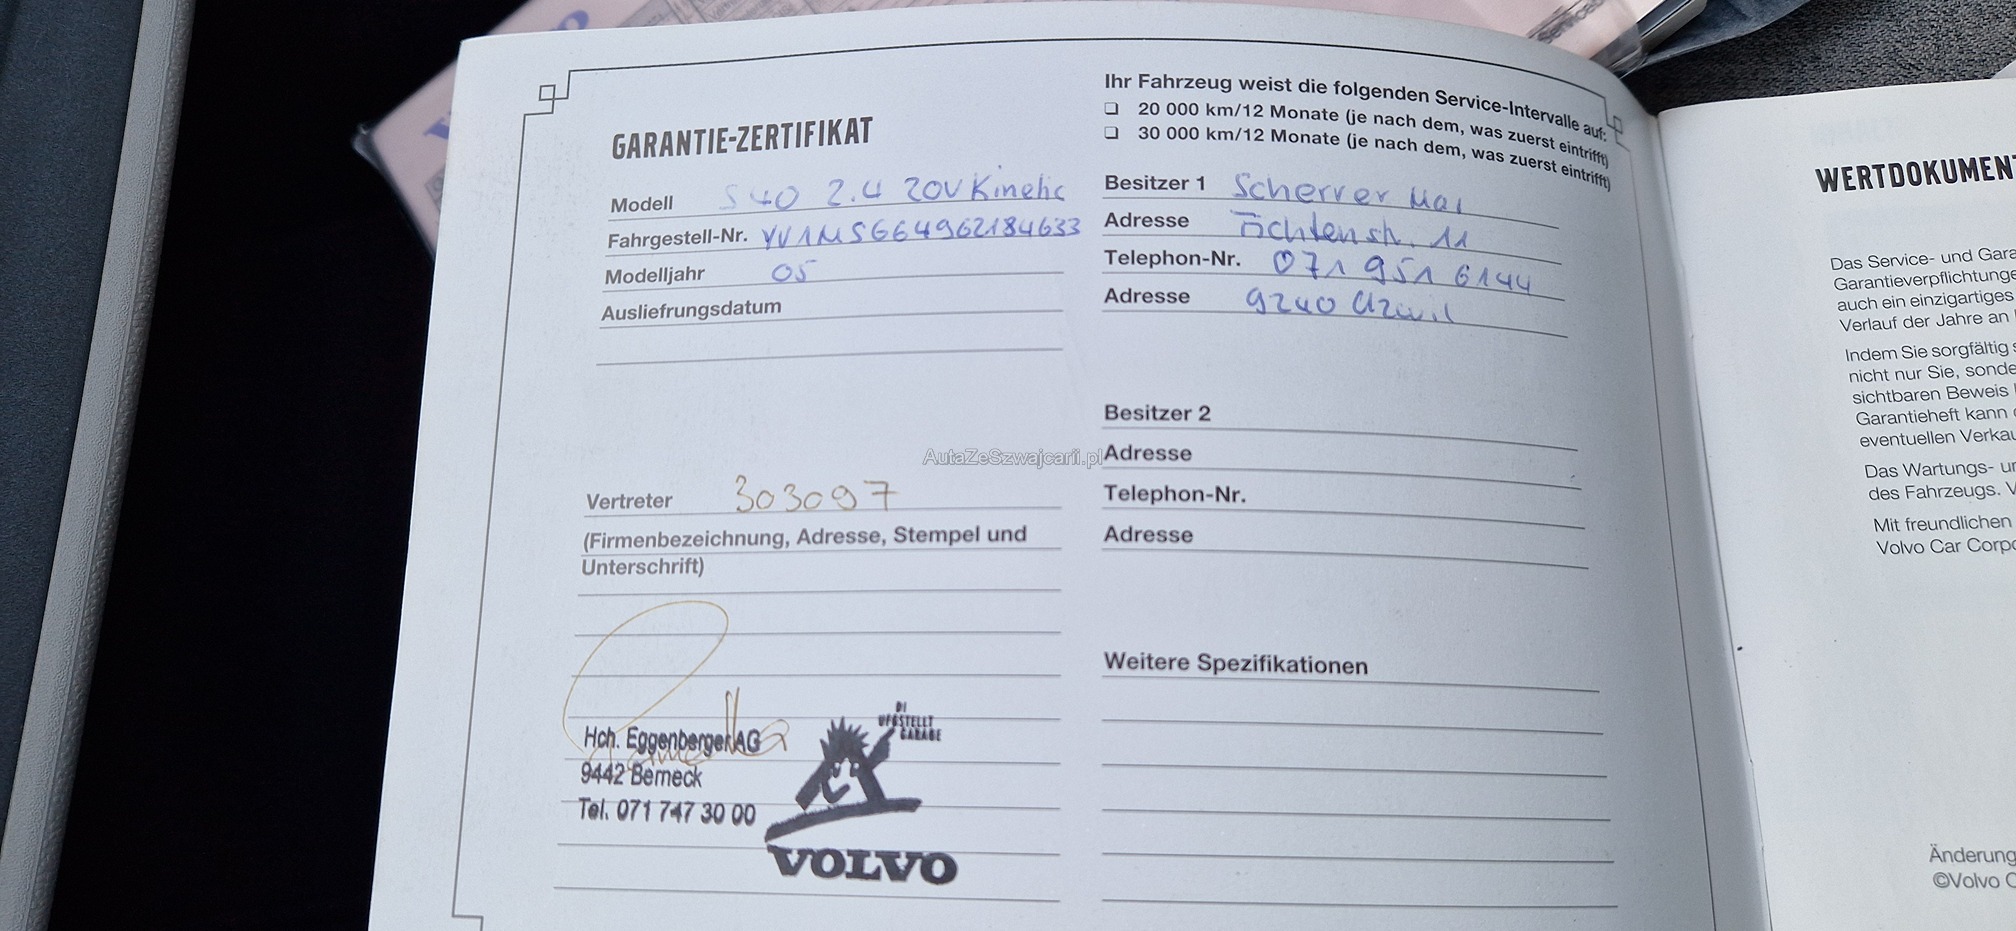 GARANTIE-ZERTIFIKAT
Modell S40 2.4 20V Kinetic
Fahrgestell-Nr. YV1MS664962184633
Modelljahr 05
Ausliefrungsdatum
Vertreter 303097
(Firmenbezeichnung, Adresse, Stempel und
Unterschrift)
Hch. Eggenberger AG
9442 Berneck
Tel. 071 747 30 00
DI
UFGSTELLT
GARAGE
VOLVO
Ihr Fahrzeug weist die folgenden Service-Intervalle auf:
❏ 20 000 km/12 Monate (je nach dem, was zuerst eintrifft)
❏ 30 000 km/12 Monate (je nach dem, was zuerst eintrifft)
Besitzer 1 Scherrer
Adresse Fichtenstr. 11
Telephon-Nr. 071 951 6144
Adresse 9240 Uzwil
Besitzer 2
Adresse
Telephon-Nr.
Adresse
Weitere Spezifikationen
AutaZeSzwajcarii.pl
WERTDOKUMEN
Das Service- und Gara
Garantieverpflichtunge
auch ein einzigartiges
Verlauf der Jahre an
Indem Sie sorgfältig
nicht nur Sie, sonde
sichtbaren Beweis
Garantieheft kann
eventuellen Verkau
Das Wartungs- u
des Fahrzeugs.
Mit freundlichen
Volvo Car Corp
Änderung
©Volvo C